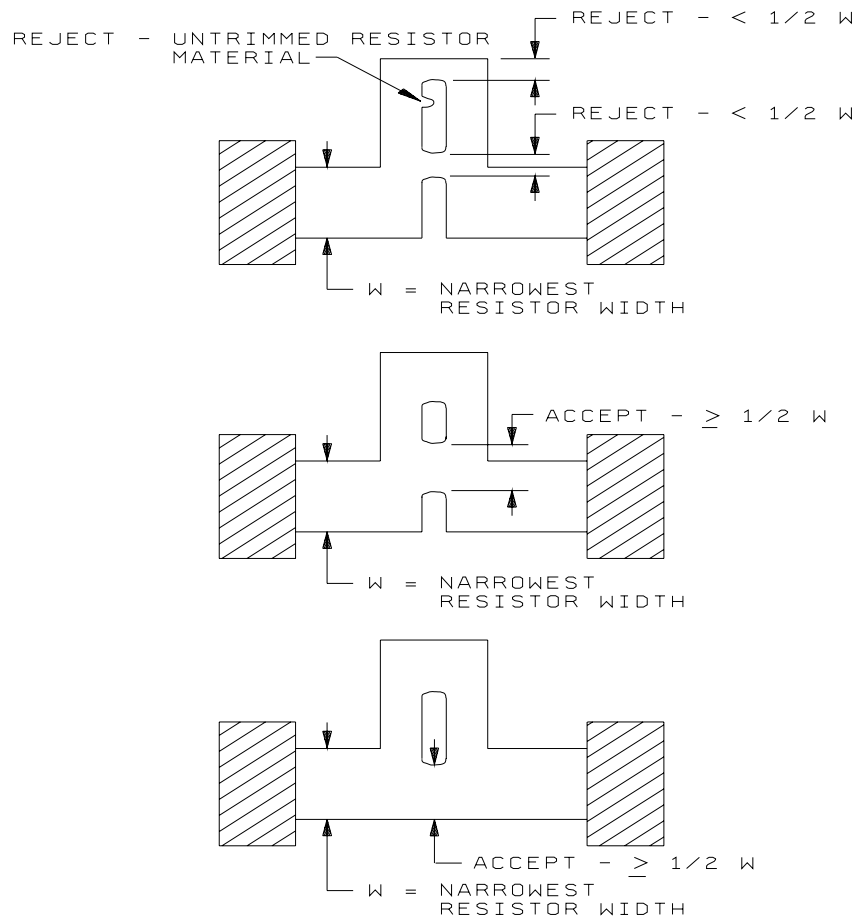 REJECT - < 1/2 W
REJECT - UNTRIMMED RESISTOR
MATERIAL
REJECT - < 1/2 W
W = NARROWEST
RESISTOR WIDTH
ACCEPT - ≥ 1/2 W
W = NARROWEST
RESISTOR WIDTH
ACCEPT - ≥ 1/2 W
W = NARROWEST
RESISTOR WIDTH